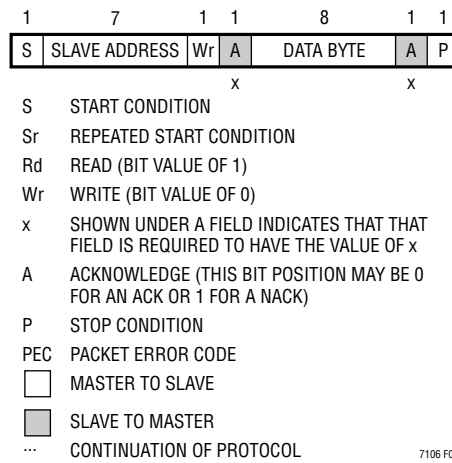 1 7 1 1 8 1 1
S SLAVE ADDRESS Wr A DATA BYTE A P
x x
S START CONDITION
Sr REPEATED START CONDITION
Rd READ (BIT VALUE OF 1)
Wr WRITE (BIT VALUE OF 0)
x SHOWN UNDER A FIELD INDICATES THAT THAT
FIELD IS REQUIRED TO HAVE THE VALUE OF x
A ACKNOWLEDGE (THIS BIT POSITION MAY BE 0
FOR AN ACK OR 1 FOR A NACK)
P STOP CONDITION
PEC PACKET ERROR CODE
MASTER TO SLAVE
SLAVE TO MASTER
... CONTINUATION OF PROTOCOL 7106